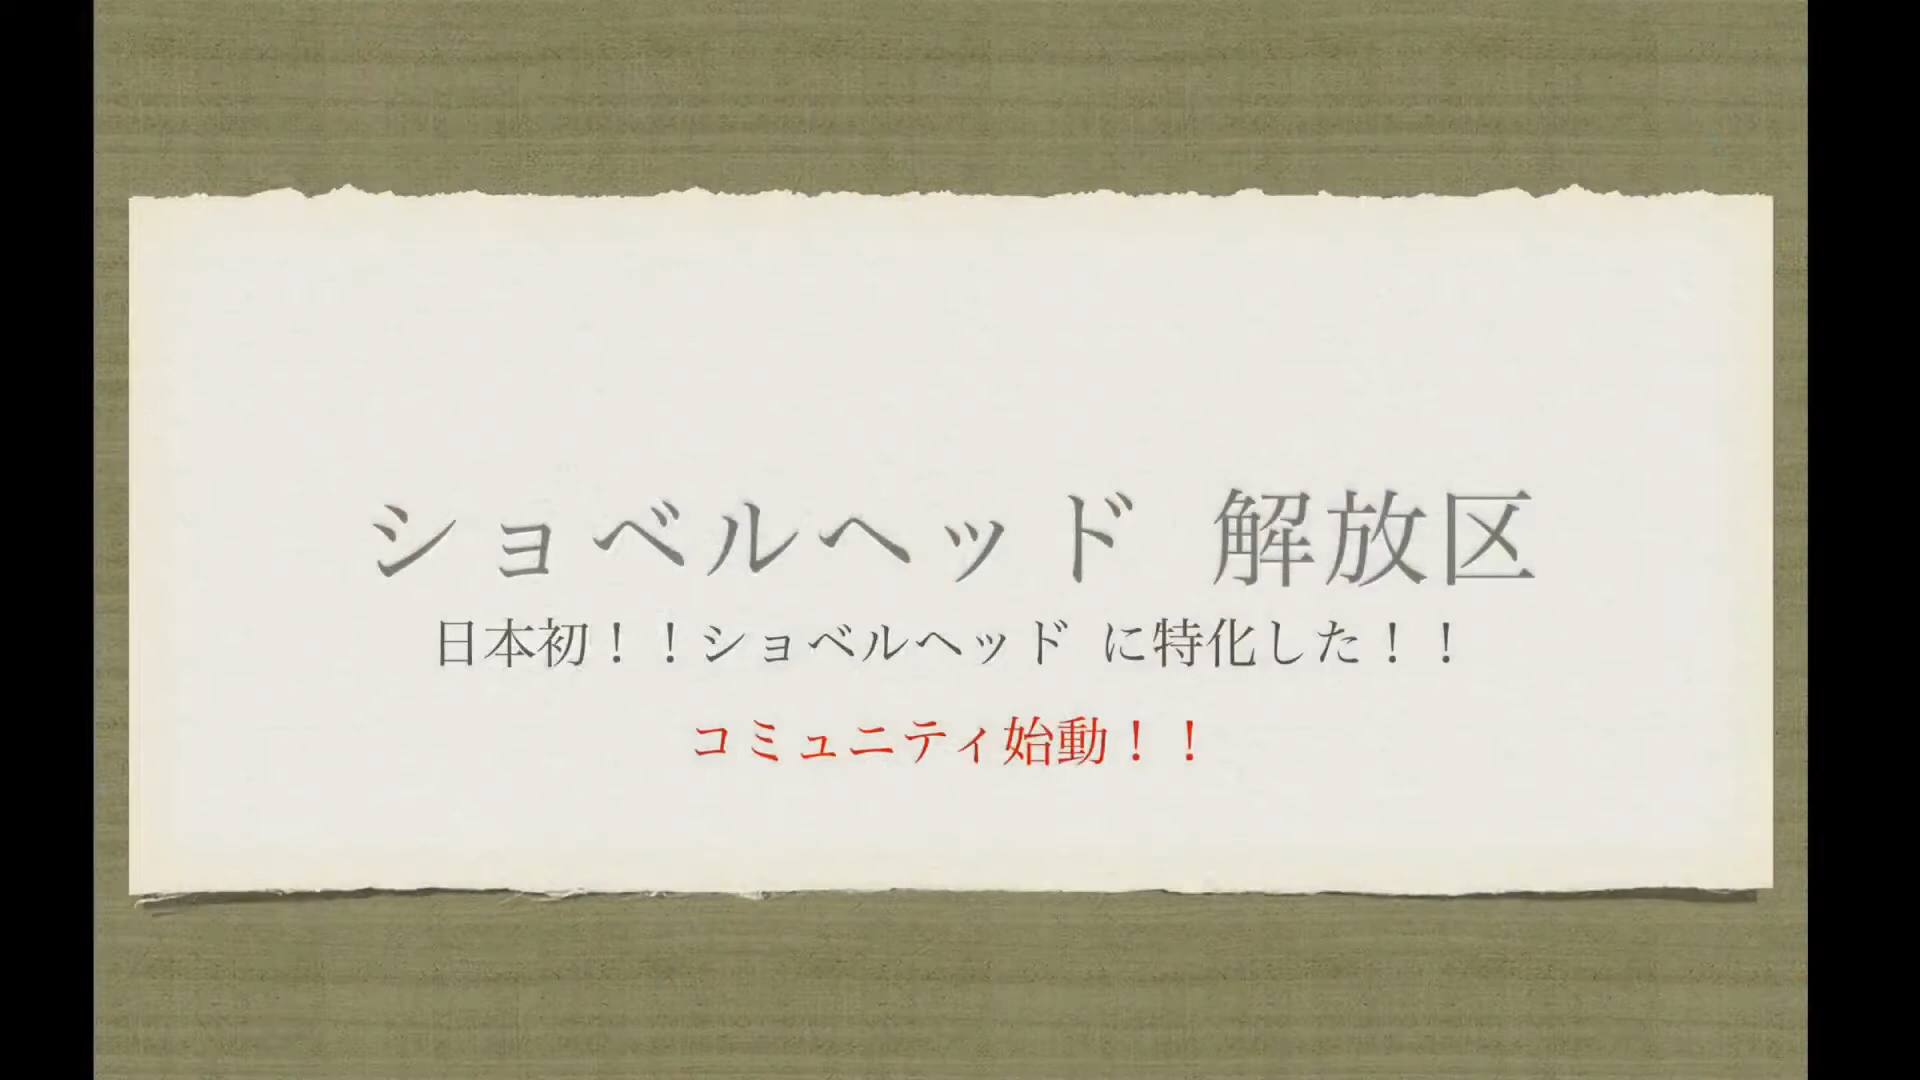 ショベルヘッド 解放区
日本初！！ショベルヘッド に特化した！！
コミュニティ始動！！